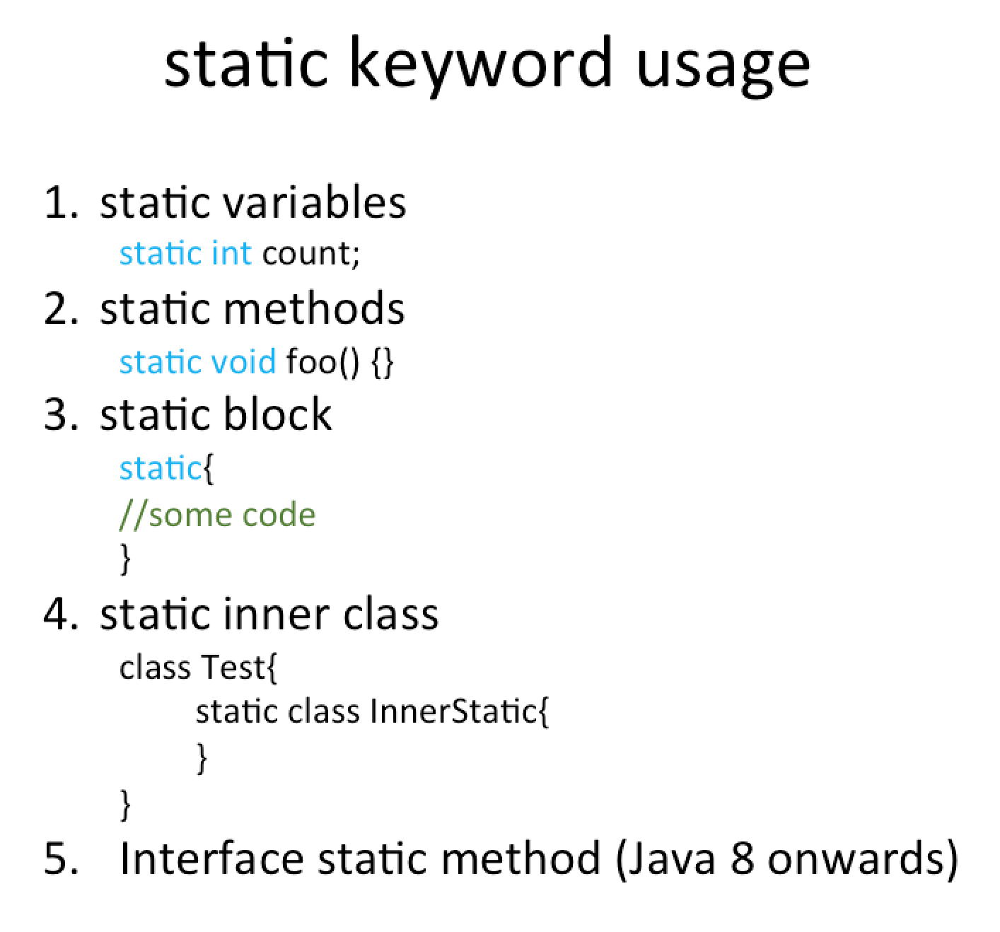 static keyword usage
1. static variables
static int count;
2. static methods
static void foo() {}
3. static block
static{
//some code
}
4. static inner class
class Test{
static class InnerStatic{
}
}
5. Interface static method (Java 8 onwards)